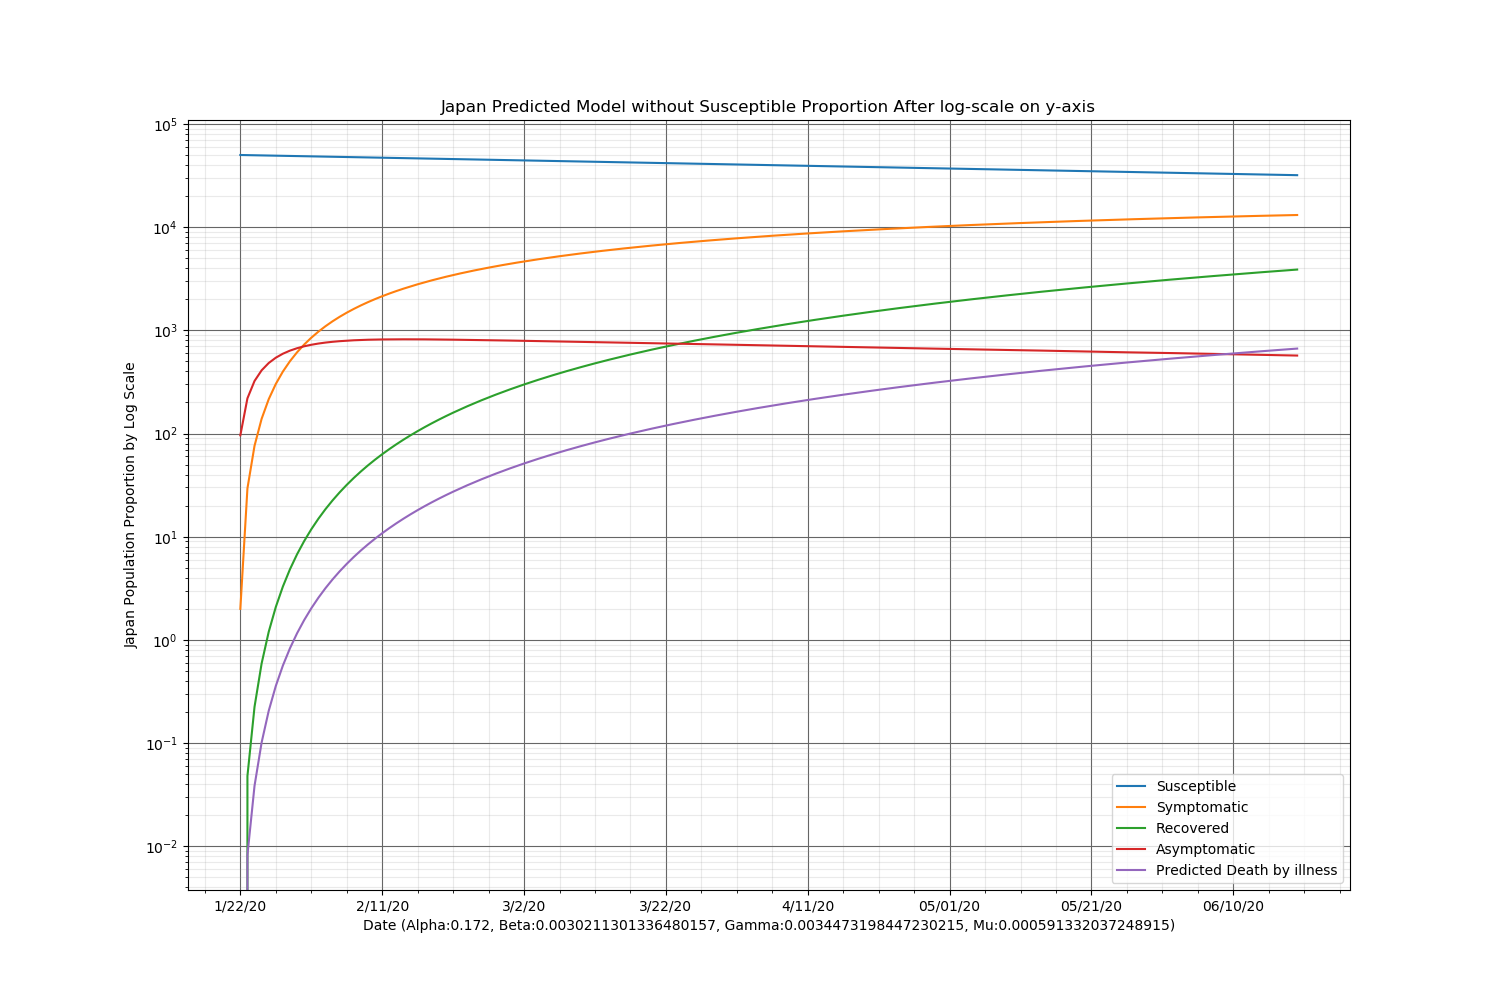 Japan Predicted Model without Susceptible Proportion After log-scale on y-axis
Japan Population Proportion by Log Scale
10^5
10^4
10^3
10^2
10^1
10^0
10^-1
10^-2
Susceptible
Symptomatic
Recovered
Asymptomatic
Predicted Death by illness
1/22/20 2/11/20 3/2/20 3/22/20 4/11/20 05/01/20 05/21/20 06/10/20
Date (Alpha:0.172, Beta:0.0030211301336480157, Gamma:0.0034473198447230215, Mu:0.000591332037248915)